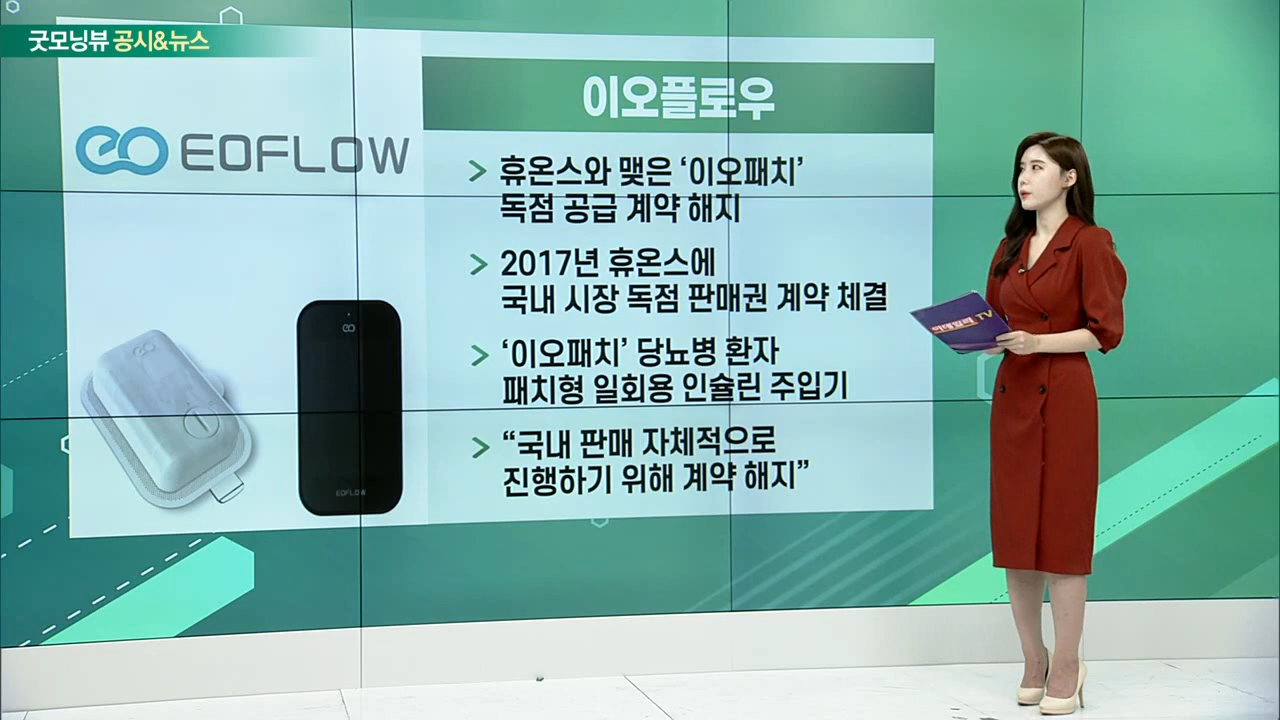 굿모닝뷰 공시&뉴스
EOFLOW
이오플로우
휴온스와 맺은 ‘이오패치’
독점 공급 계약 해지
2017년 휴온스에
국내 시장 독점 판매권 계약 체결
‘이오패치’ 당뇨병 환자
패치형 일회용 인슐린 주입기
“국내 판매 자체적으로
진행하기 위해 계약 해지”
EOFLOW
이데일리 TV